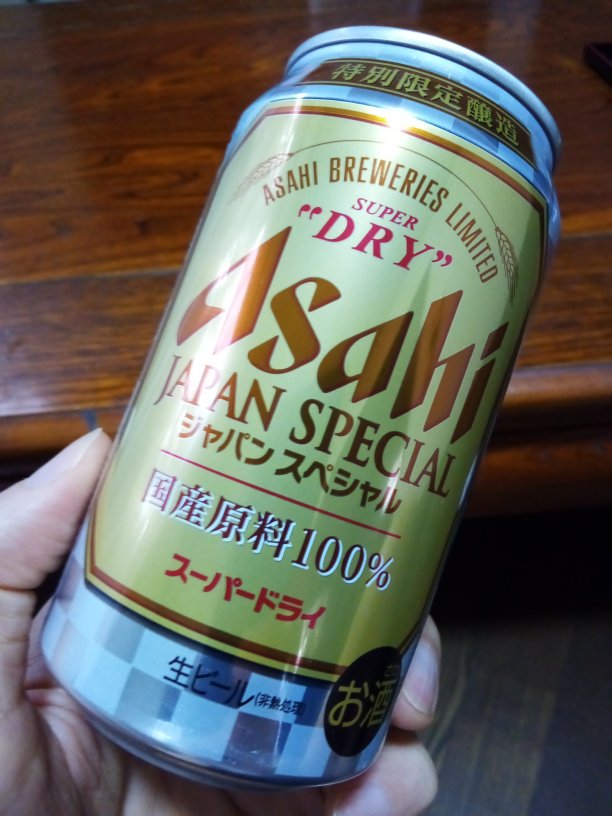 特別限定醸造
ASAHI BREWERIES LIMITED
SUPER
"DRY"
Asahi
JAPAN SPECIAL
ジャパン スペシャル
国産原料100%
スーパードライ
生ビール(非熱処理)
お酒